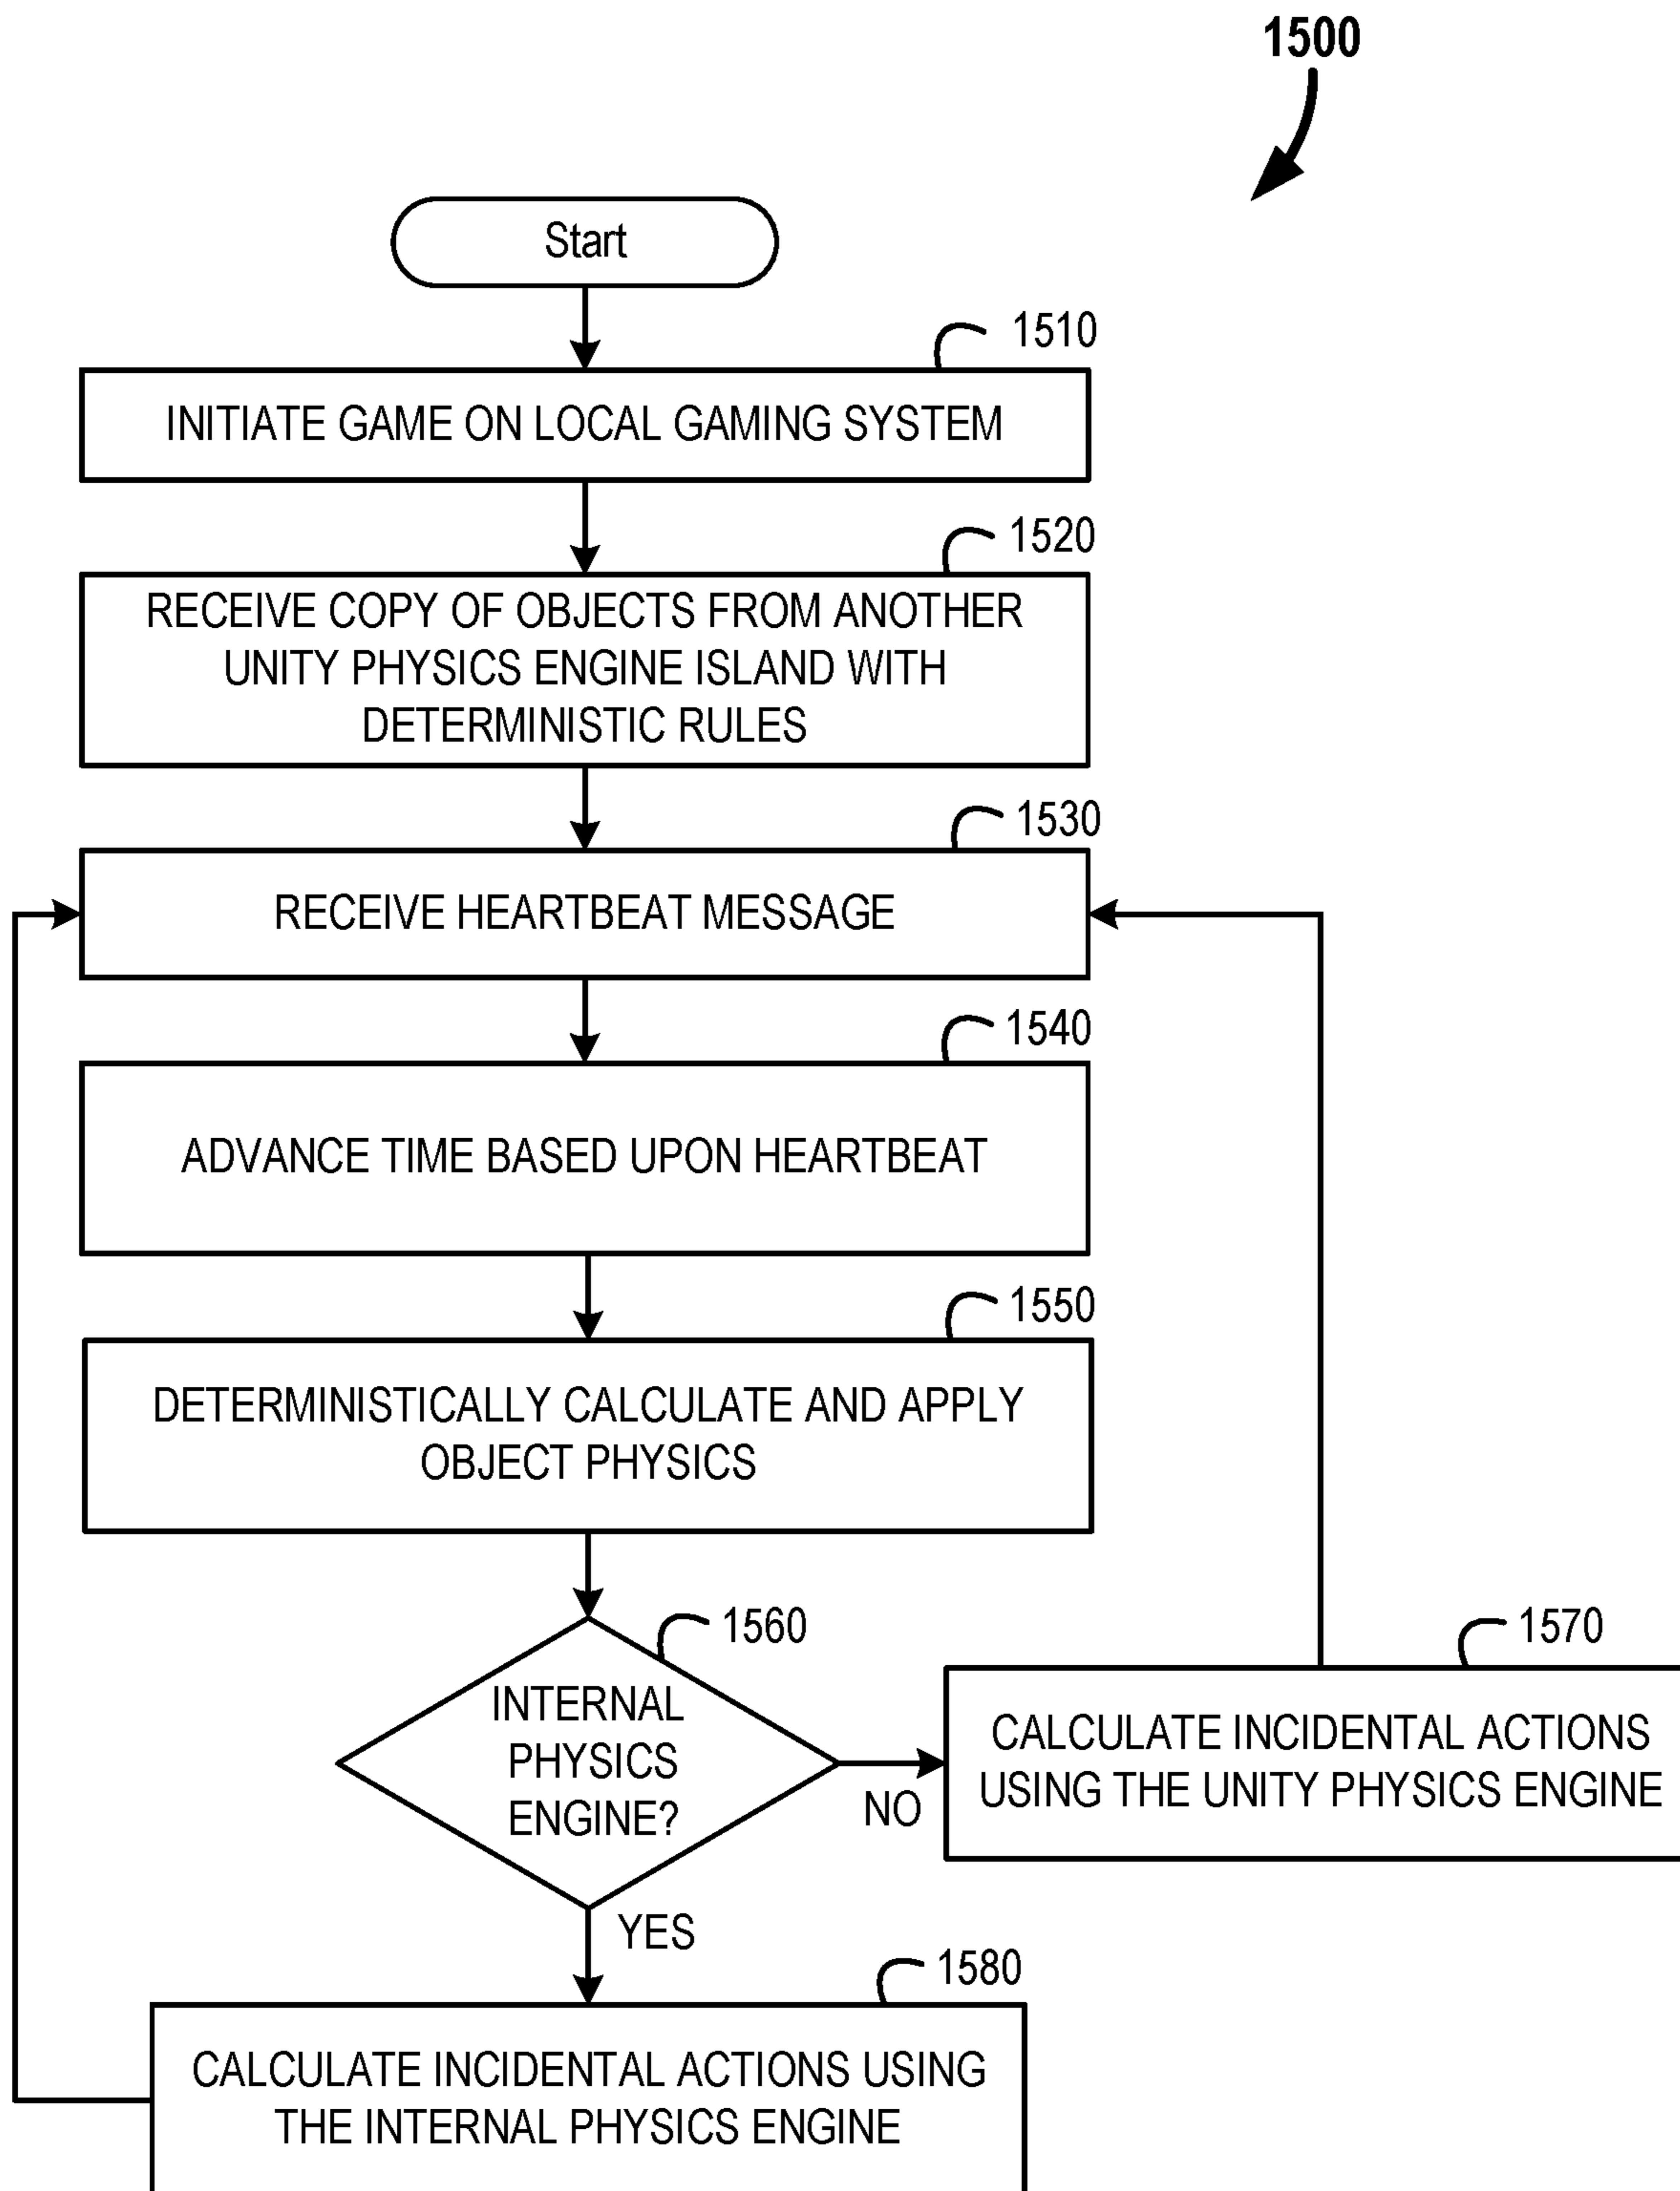 1500
Start
1510
INITIATE GAME ON LOCAL GAMING SYSTEM
1520
RECEIVE COPY OF OBJECTS FROM ANOTHER
UNITY PHYSICS ENGINE ISLAND WITH
DETERMINISTIC RULES
1530
RECEIVE HEARTBEAT MESSAGE
1540
ADVANCE TIME BASED UPON HEARTBEAT
1550
DETERMINISTICALLY CALCULATE AND APPLY
OBJECT PHYSICS
1560
INTERNAL
PHYSICS
ENGINE?
NO
1570
CALCULATE INCIDENTAL ACTIONS
USING THE UNITY PHYSICS ENGINE
YES
1580
CALCULATE INCIDENTAL ACTIONS USING
THE INTERNAL PHYSICS ENGINE